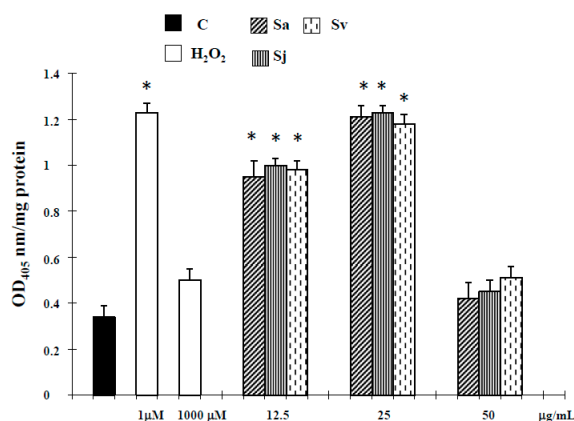 C
Sa
Sv
H₂O₂
Sj
OD₄₀₅ nm/mg protein
1.4
1.2
1
0.8
0.6
0.4
0.2
0
*
* * *
* * *
1μM 1000 μM 12.5 25 50 μg/mL